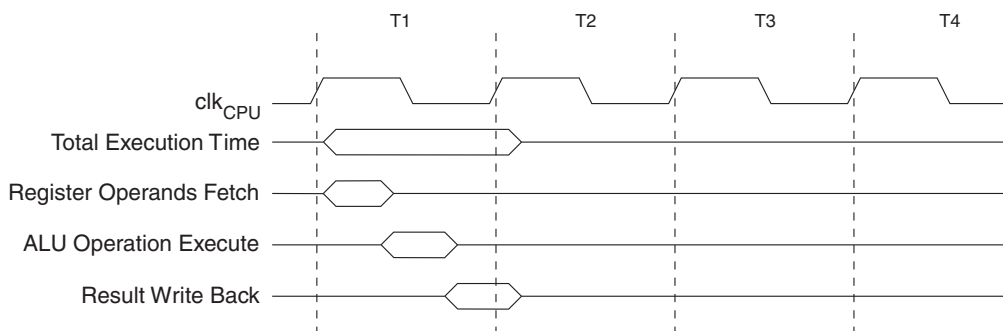 T1 T2 T3 T4
clkCPU
Total Execution Time
Register Operands Fetch
ALU Operation Execute
Result Write Back